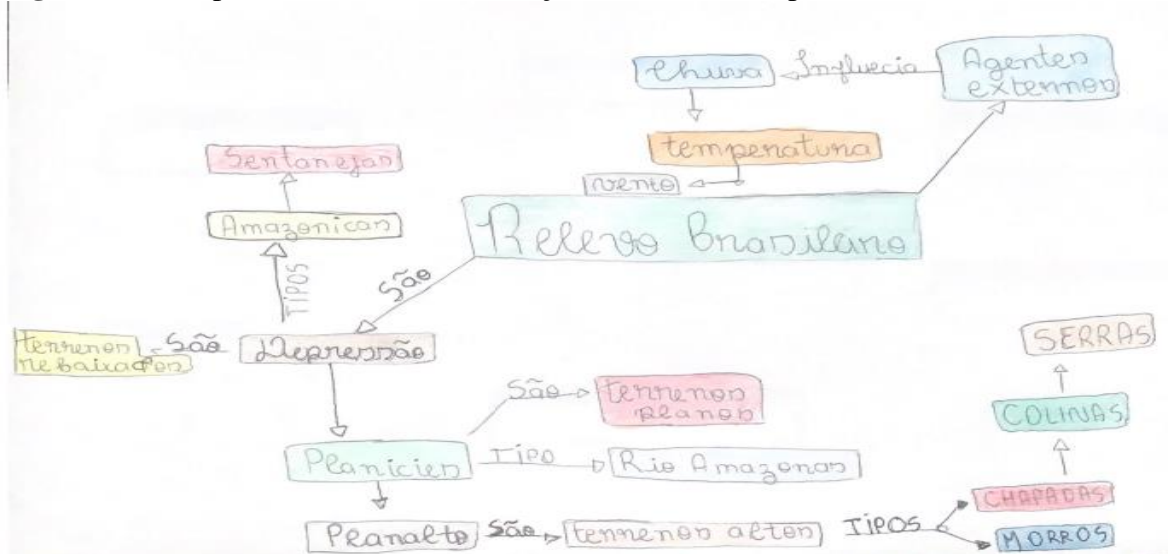 Chuva
Influecia
Agentes
externos
temperatura
vento
Sertanejas
Amazonicas
Relevo Brasileiro
TIPOS
São
terrenos
rebaixados
São
Depressão
SERRAS
São
terrenos
planos
COLINAS
Planicies
TIPO
Rio Amazonas
CHAPADAS
Planalto
São
terrenos altos
TIPOS
MORROS